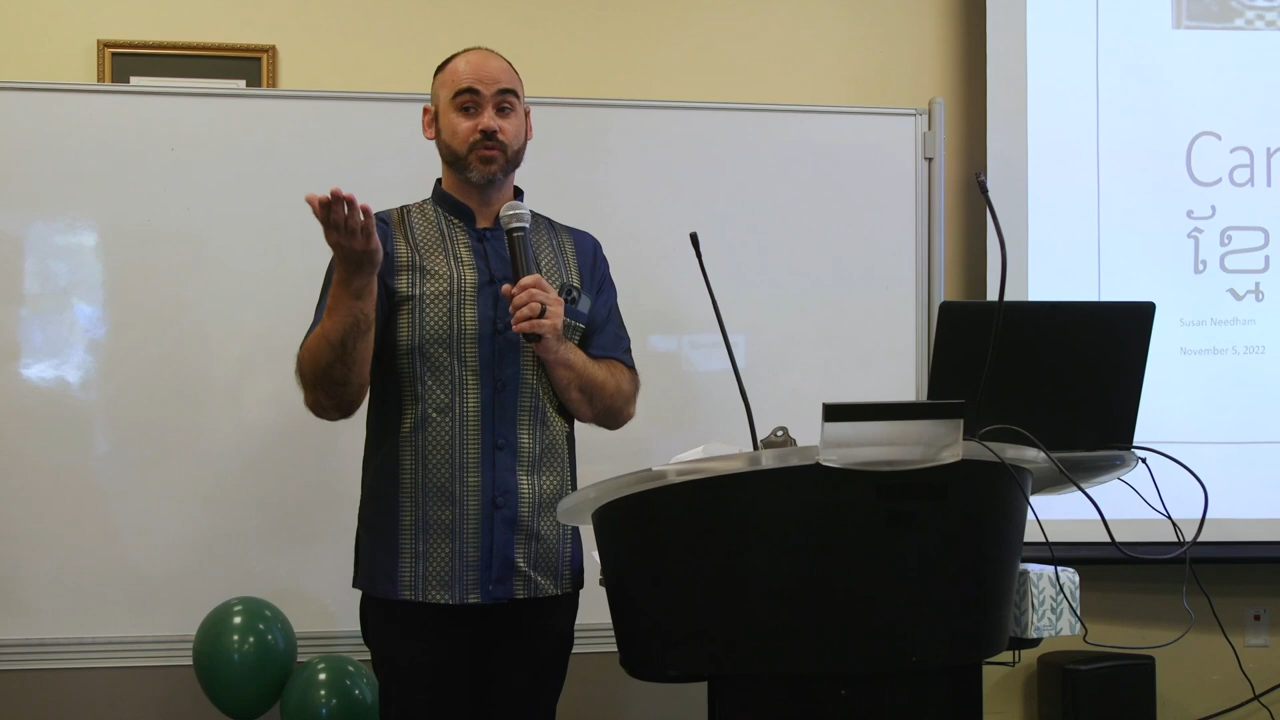 Car
ខ្មែ
Susan Needham
November 5, 2022